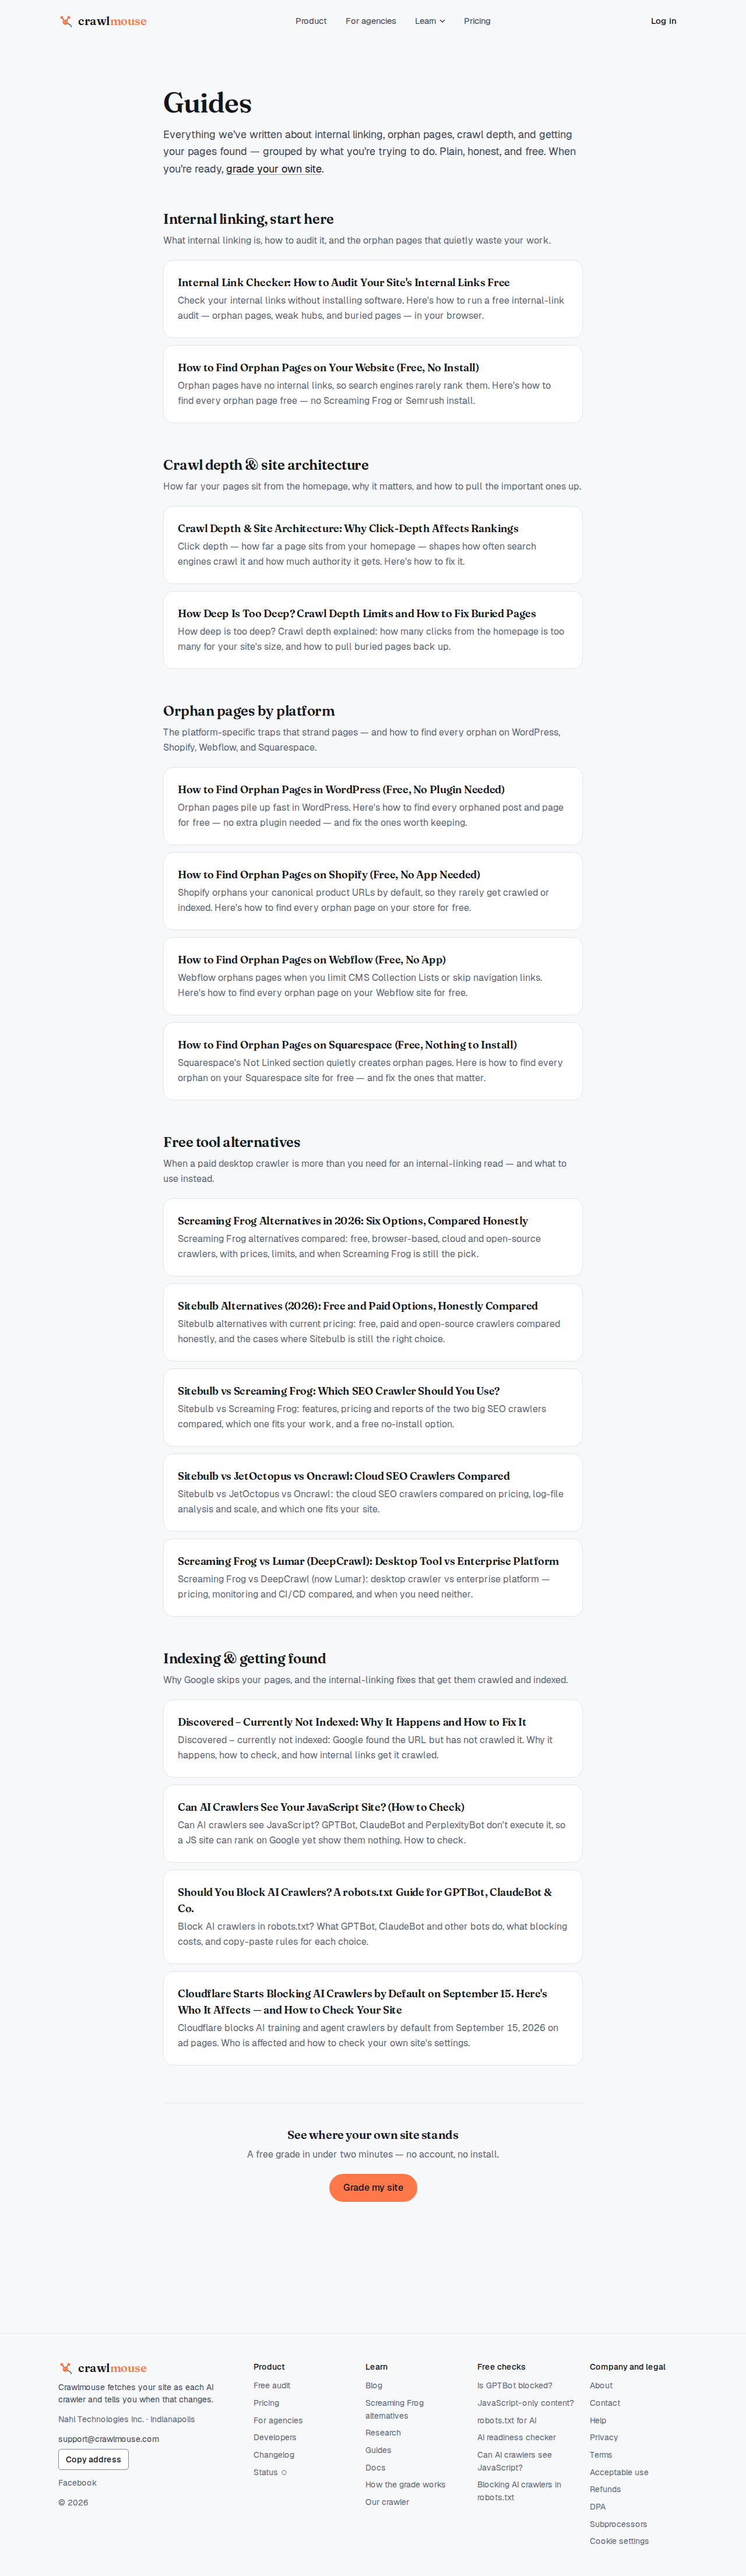 crawlmouse
Product
For agencies
Learn
Pricing
Log in
Guides
Everything we've written about internal linking, orphan pages, crawl depth, and getting
your pages found — grouped by what you're trying to do. Plain, honest, and free. When
you're ready, grade your own site.
Internal linking, start here
What internal linking is, how to audit it, and the orphan pages that quietly waste your work.
Internal Link Checker: How to Audit Your Site's Internal Links Free
Check your internal links without installing software. Here's how to run a free internal-link
audit — orphan pages, weak hubs, and buried pages — in your browser.
How to Find Orphan Pages on Your Website (Free, No Install)
Orphan pages have no internal links, so search engines rarely rank them. Here's how to
find every orphan page free — no Screaming Frog or Semrush install.
Crawl depth & site architecture
How far your pages sit from the homepage, why it matters, and how to pull the important ones up.
Crawl Depth & Site Architecture: Why Click-Depth Affects Rankings
Click depth — how far a page sits from your homepage — shapes how often search
engines crawl it and how much authority it gets. Here's how to fix it.
How Deep Is Too Deep? Crawl Depth Limits and How to Fix Buried Pages
How deep is too deep? Crawl depth explained: how many clicks from the homepage is too
many for your site's size, and how to pull buried pages back up.
Orphan pages by platform
The platform-specific traps that strand pages — and how to find every orphan on WordPress,
Shopify, Webflow, and Squarespace.
How to Find Orphan Pages in WordPress (Free, No Plugin Needed)
Orphan pages pile up fast in WordPress. Here's how to find every orphaned post and page
for free — no extra plugin needed — and fix the ones worth keeping.
How to Find Orphan Pages on Shopify (Free, No App Needed)
Shopify orphans your canonical product URLs by default, so they rarely get crawled or
indexed. Here's how to find every orphan page on your store for free.
How to Find Orphan Pages on Webflow (Free, No App)
Webflow orphans pages when you limit CMS Collection Lists or skip navigation links.
Here's how to find every orphan page on your Webflow site for free.
How to Find Orphan Pages on Squarespace (Free, Nothing to Install)
Squarespace's Not Linked section quietly creates orphan pages. Here is how to find every
orphan on your Squarespace site for free — and fix the ones that matter.
Free tool alternatives
When a paid desktop crawler is more than you need for an internal-linking read — and what to
use instead.
Screaming Frog Alternatives in 2026: Six Options, Compared Honestly
Screaming Frog alternatives compared: free, browser-based, cloud and open-source
crawlers, with prices, limits, and when Screaming Frog is still the pick.
Sitebulb Alternatives (2026): Free and Paid Options, Honestly Compared
Sitebulb alternatives with current pricing: free, paid and open-source crawlers compared
honestly, and the cases where Sitebulb is still the right choice.
Sitebulb vs Screaming Frog: Which SEO Crawler Should You Use?
Sitebulb vs Screaming Frog: features, pricing and reports of the two big SEO crawlers
compared, which one fits your work, and a free no-install option.
Sitebulb vs JetOctopus vs Oncrawl: Cloud SEO Crawlers Compared
Sitebulb vs JetOctopus vs Oncrawl: the cloud SEO crawlers compared on pricing, log-file
analysis and scale, and which one fits your site.
Screaming Frog vs Lumar (DeepCrawl): Desktop Tool vs Enterprise Platform
Screaming Frog vs DeepCrawl (now Lumar): desktop crawler vs enterprise platform —
pricing, monitoring and CI/CD compared, and when you need neither.
Indexing & getting found
Why Google skips your pages, and the internal-linking fixes that get them crawled and indexed.
Discovered – Currently Not Indexed: Why It Happens and How to Fix It
Discovered – currently not indexed: Google found the URL but has not crawled it. Why it
happens, how to check, and how internal links get it crawled.
Can AI Crawlers See Your JavaScript Site? (How to Check)
Can AI crawlers see JavaScript? GPTBot, ClaudeBot and PerplexityBot don't execute it, so
a JS site can rank on Google yet show them nothing. How to check.
Should You Block AI Crawlers? A robots.txt Guide for GPTBot, ClaudeBot &
Co.
Block AI crawlers in robots.txt? What GPTBot, ClaudeBot and other bots do, what blocking
costs, and copy-paste rules for each choice.
Cloudflare Starts Blocking AI Crawlers by Default on September 15. Here's
Who It Affects — and How to Check Your Site
Cloudflare blocks AI training and agent crawlers by default from September 15, 2026 on
ad pages. Who is affected and how to check your own site's settings.
See where your own site stands
A free grade in under two minutes — no account, no install.
Grade my site
crawlmouse
Crawlmouse fetches your site as each AI
crawler and tells you when that changes.
Nahl Technologies Inc. · Indianapolis
support@crawlmouse.com
Copy address
Facebook
© 2026
Product
Free audit
Pricing
For agencies
Developers
Changelog
Status
Learn
Blog
Screaming Frog
alternatives
Research
Guides
Docs
How the grade works
Our crawler
Free checks
Is GPTBot blocked?
JavaScript-only content?
robots.txt for AI
AI readiness checker
Can AI crawlers see
JavaScript?
Blocking AI crawlers in
robots.txt
Company and legal
About
Contact
Help
Privacy
Terms
Acceptable use
Refunds
DPA
Subprocessors
Cookie settings